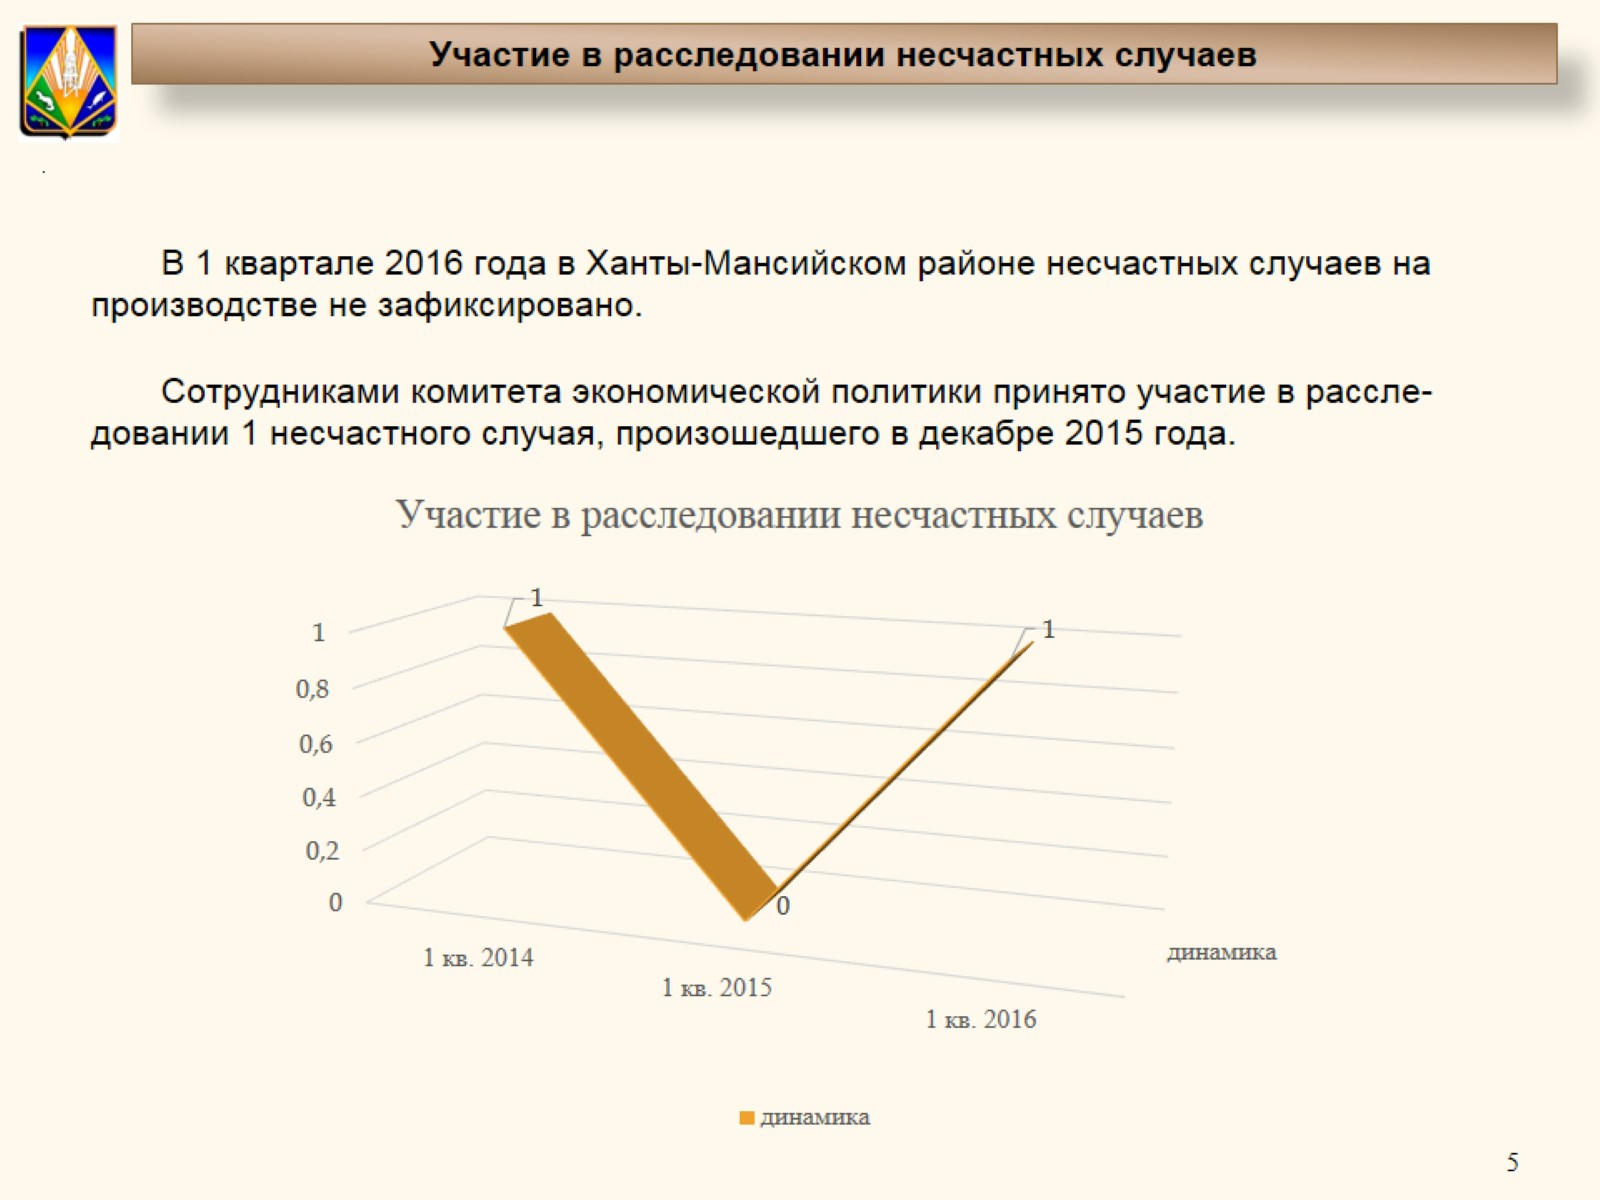 Участие в расследовании несчастных случаев
.
В 1 квартале 2016 года в Ханты-Мансийском районе несчастных случаев на
производстве не зафиксировано.
Сотрудниками комитета экономической политики принято участие в рассле-
довании 1 несчастного случая, произошедшего в декабре 2015 года.
Участие в расследовании несчастных случаев
1
1
1
0,8
0,6
0,4
0,2
0
0
1 кв. 2014
1 кв. 2015
1 кв. 2016
динамика
динамика
5